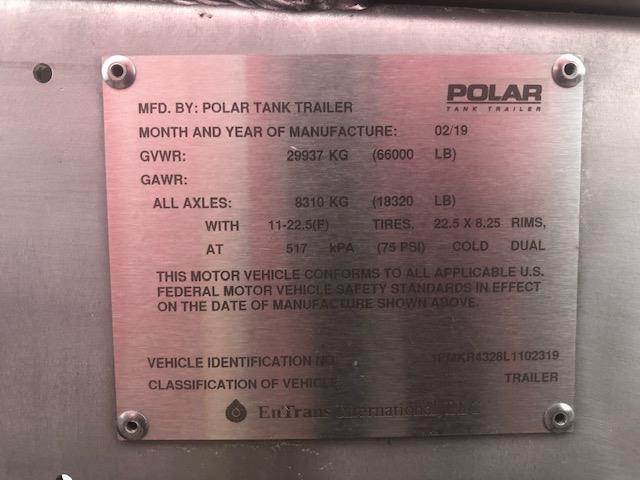 POLAR
TANK TRAILER
MFD. BY: POLAR TANK TRAILER
MONTH AND YEAR OF MANUFACTURE: 02/19
GVWR: 29937 KG (66000 LB)
GAWR:
ALL AXLES: 8310 KG (18320 LB)
WITH 11-22.5(F) TIRES, 22.5 X 8.25 RIMS,
AT 517 kPA (75 PSI) COLD DUAL
THIS MOTOR VEHICLE CONFORMS TO ALL APPLICABLE U.S.
FEDERAL MOTOR VEHICLE SAFETY STANDARDS IN EFFECT
ON THE DATE OF MANUFACTURE SHOWN ABOVE.
VEHICLE IDENTIFICATION NO.
CLASSIFICATION OF VEHICLE TRAILER
EnTrans International, LLC